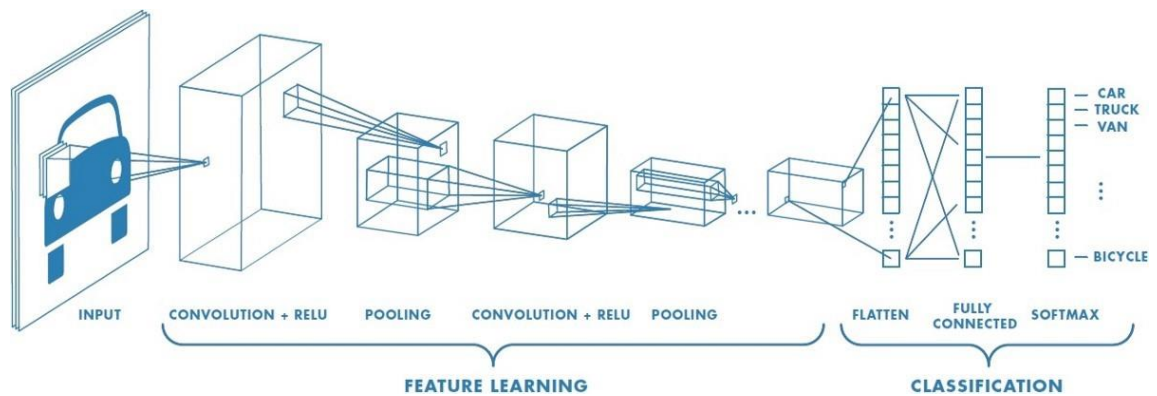 CAR
TRUCK
VAN
BICYCLE
INPUT
CONVOLUTION + RELU
POOLING
CONVOLUTION + RELU
POOLING
FLATTEN
FULLY
CONNECTED
SOFTMAX
FEATURE LEARNING
CLASSIFICATION